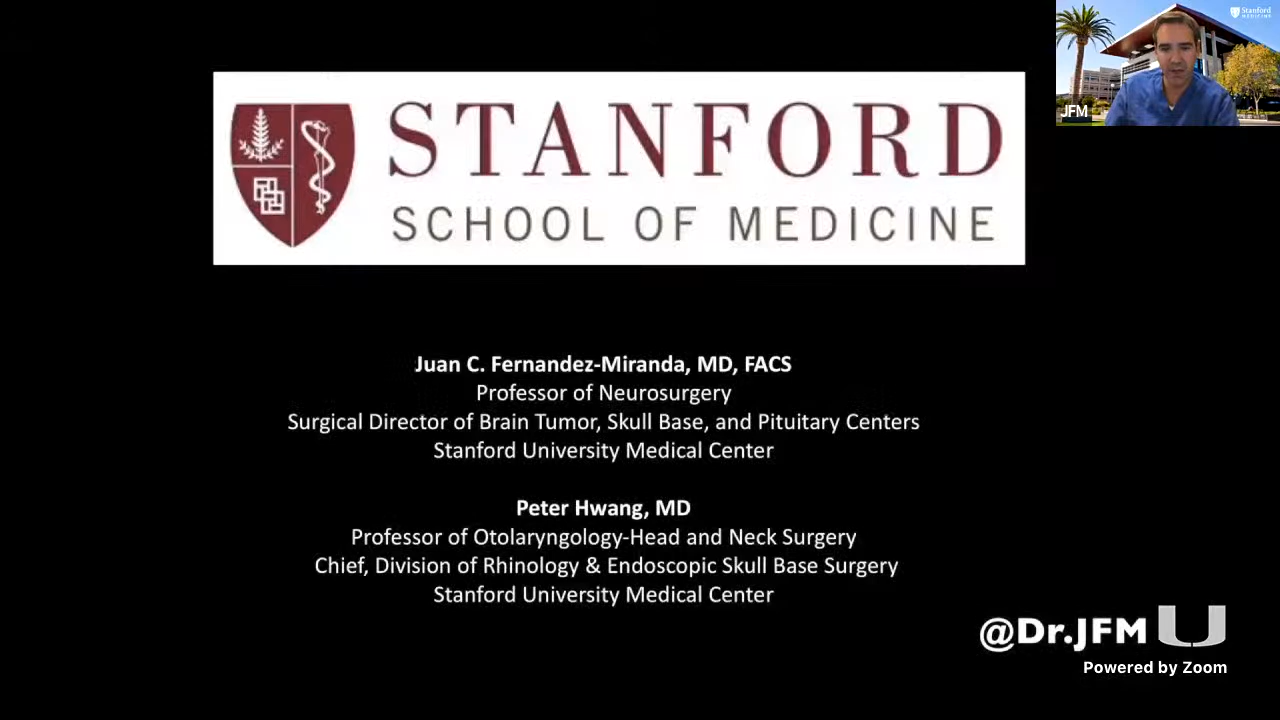 Stanford
MEDICINE
JFM
STANFORD
SCHOOL OF MEDICINE
Juan C. Fernandez-Miranda, MD, FACS
Professor of Neurosurgery
Surgical Director of Brain Tumor, Skull Base, and Pituitary Centers
Stanford University Medical Center
Peter Hwang, MD
Professor of Otolaryngology-Head and Neck Surgery
Chief, Division of Rhinology & Endoscopic Skull Base Surgery
Stanford University Medical Center
@Dr.JFM U
Powered by Zoom